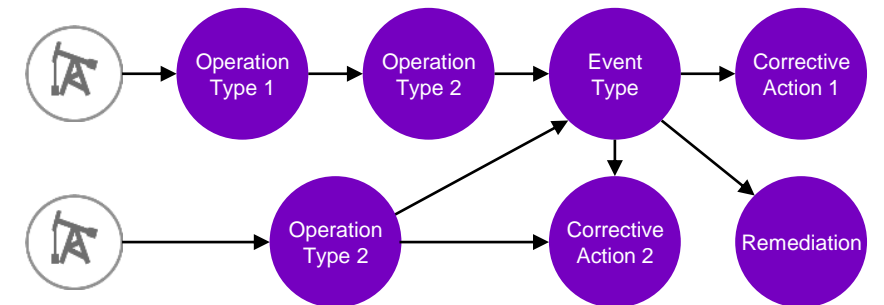 Operation
Type 1
Operation
Type 2
Event
Type
Corrective
Action 1
Operation
Type 2
Corrective
Action 2
Remediation